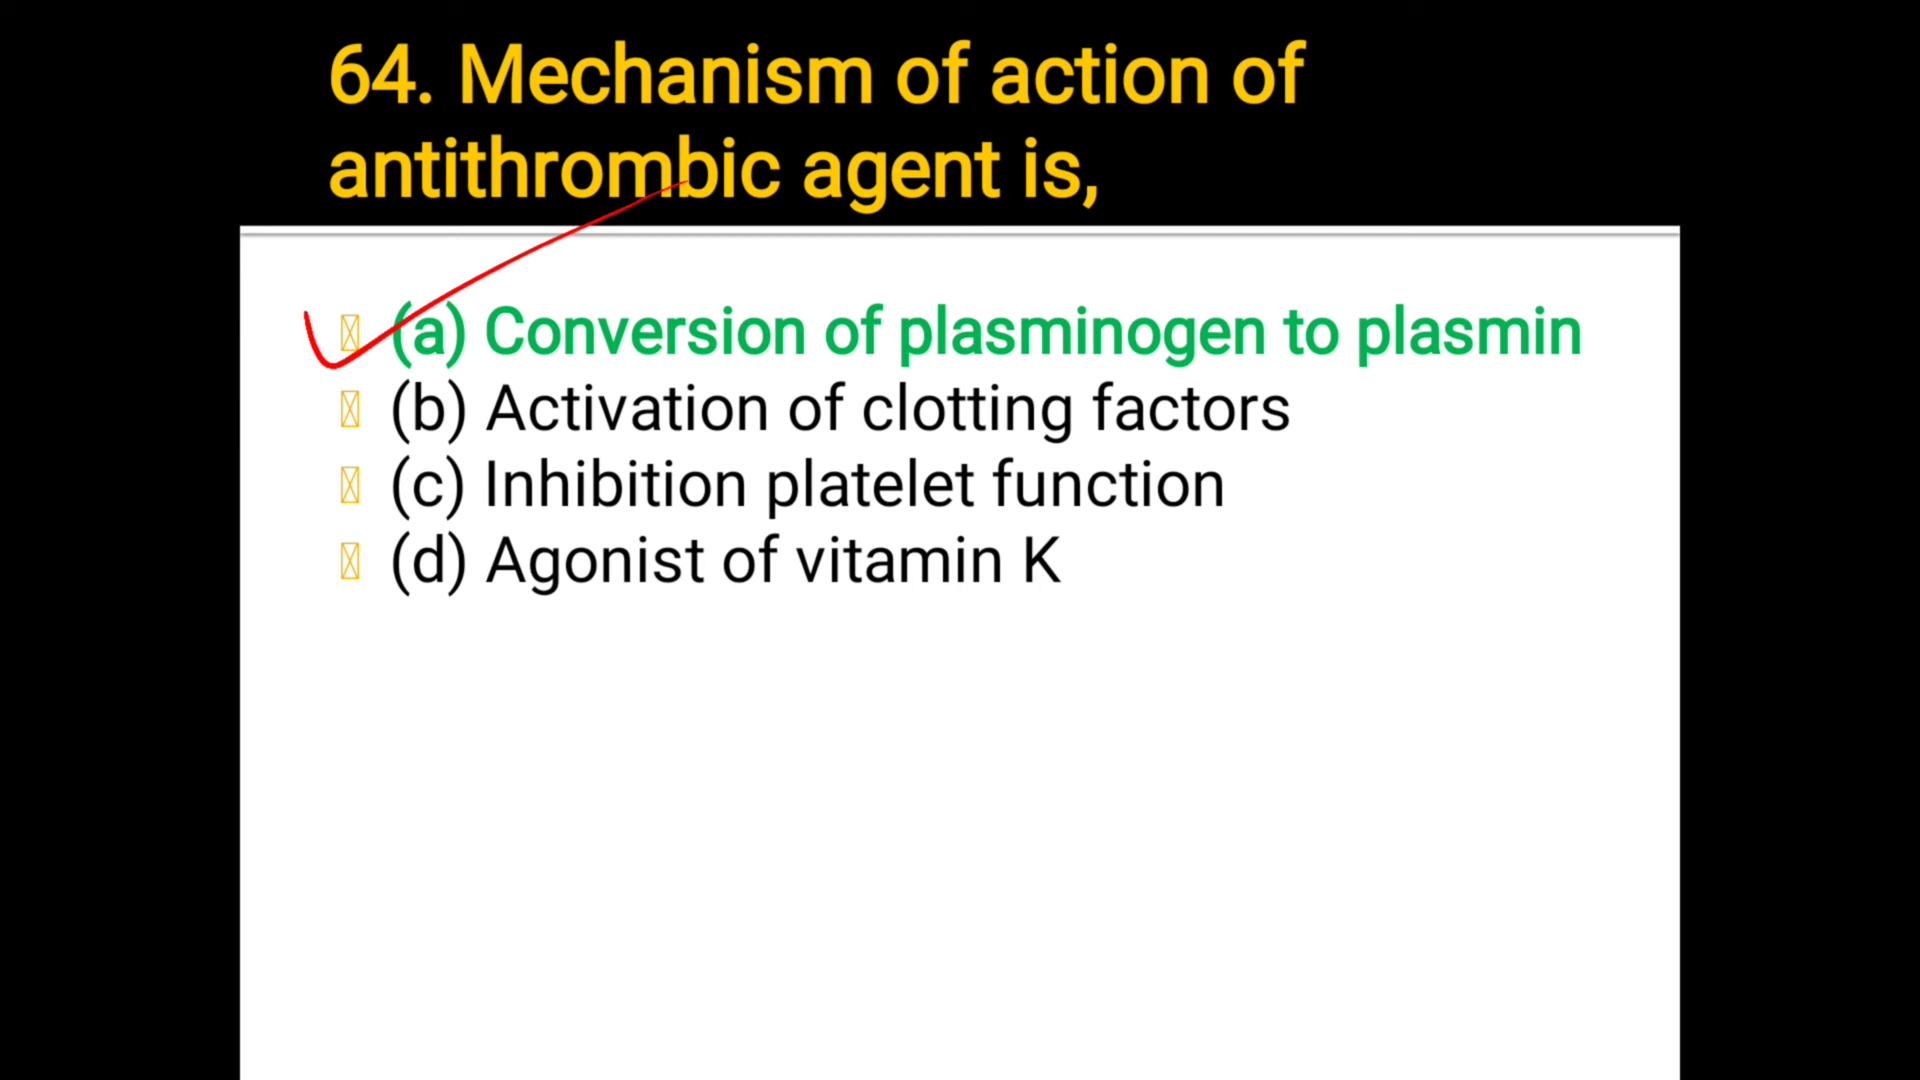 64. Mechanism of action of
antithrombic agent is,
(a) Conversion of plasminogen to plasmin
(b) Activation of clotting factors
(c) Inhibition platelet function
(d) Agonist of vitamin K